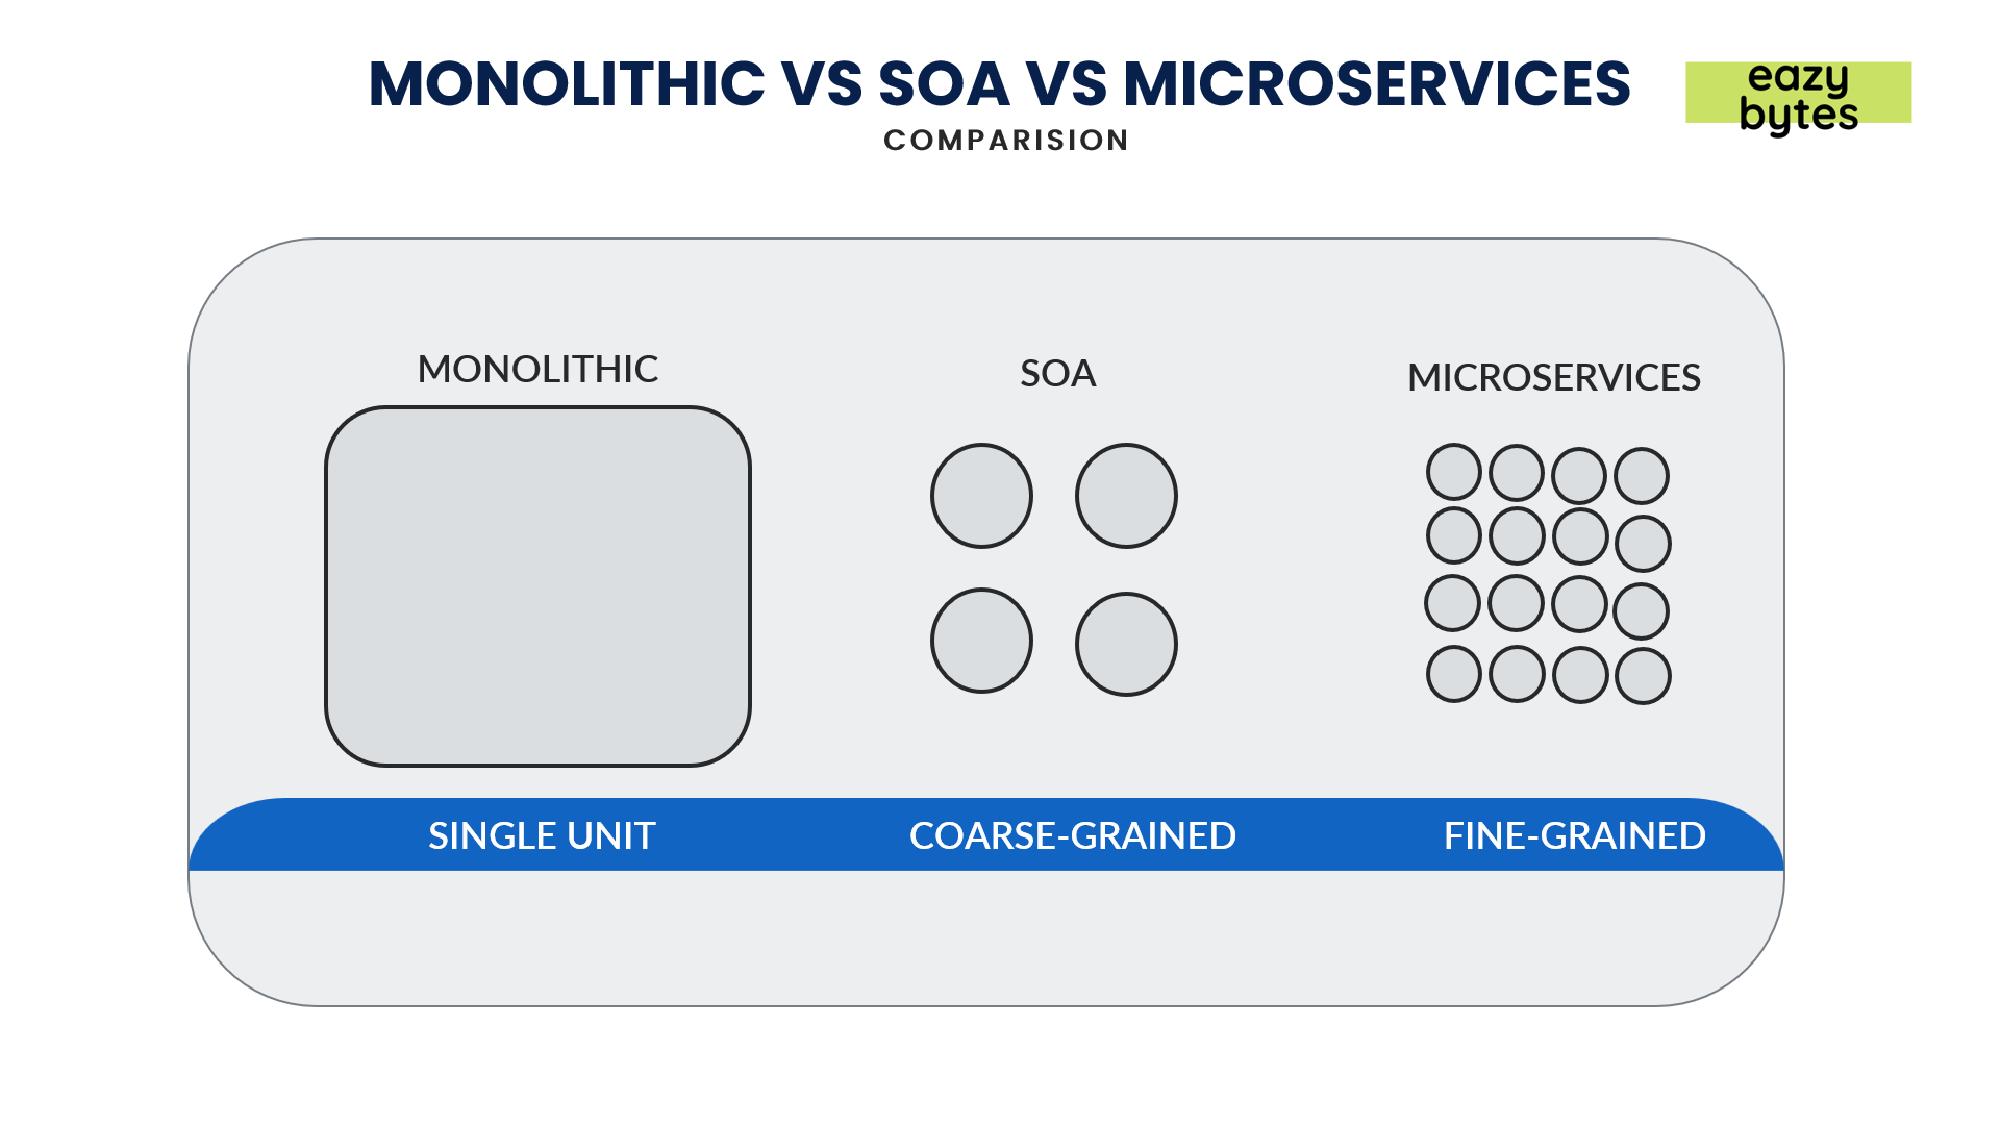 MONOLITHIC VS SOA VS MICROSERVICES
COMPARISION
eazy
bytes
MONOLITHIC
SOA
MICROSERVICES
SINGLE UNIT
COARSE-GRAINED
FINE-GRAINED